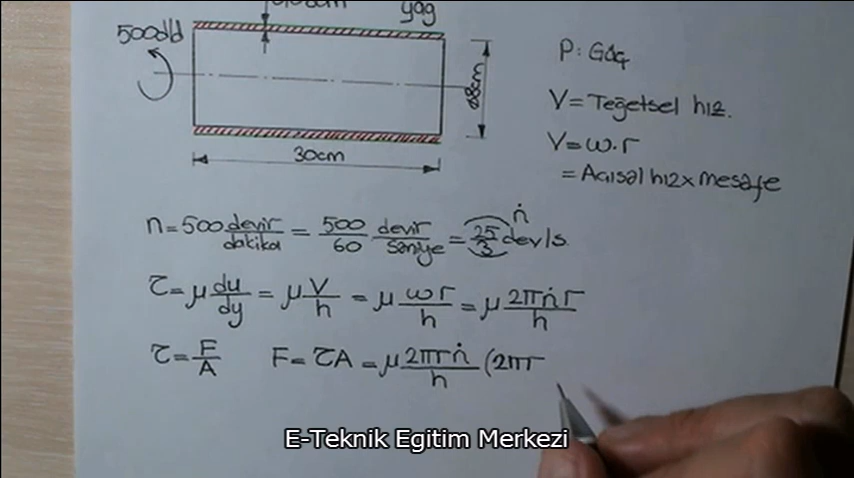 yağ
500d/d
P: Güç
V = Teğetsel hız.
V = ω.r
= Açısal hız x mesafe
30cm
n = 500 devir/dakika = 500/60 devir/saniye = 25/3 dev/s. ṅ
τ = μ du/dy = μ V/h = μ ωr/h = μ 2πṅr/h
τ = F/A F = τA = μ 2πrṅ/h (2πr
E-Teknik Egitim Merkezi